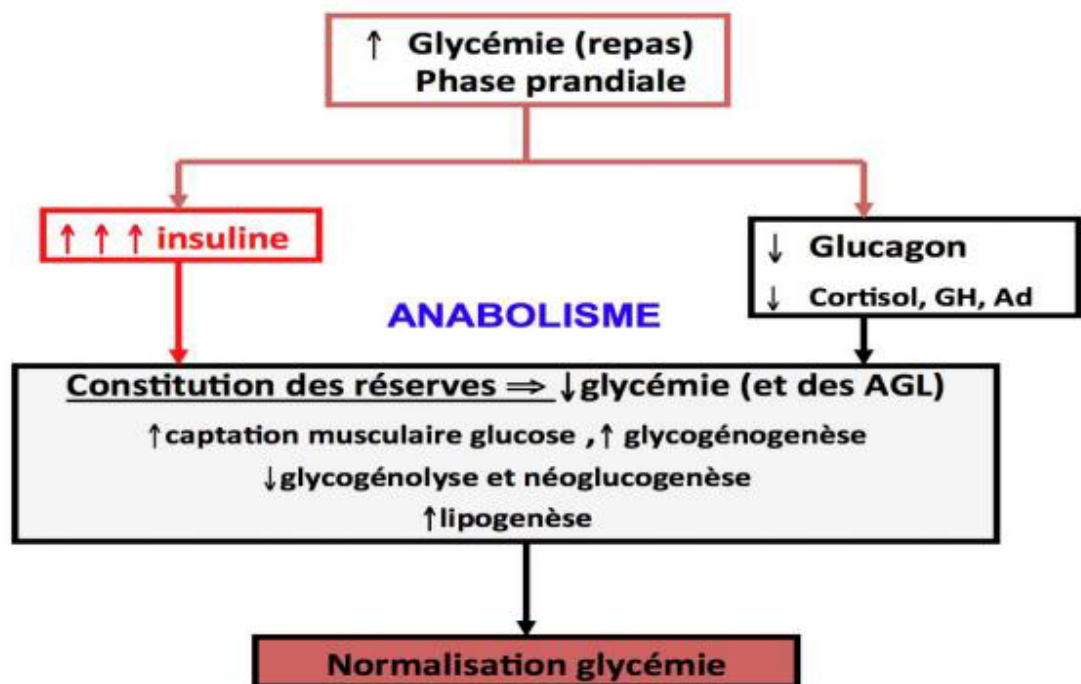 ↑ Glycémie (repas)
Phase prandiale
↑ ↑ ↑ insuline
↓ Glucagon
↓ Cortisol, GH, Ad
ANABOLISME
Constitution des réserves ⇒ ↓glycémie (et des AGL)
↑captation musculaire glucose , ↑ glycogénogenèse
↓glycogénolyse et néoglucogenèse
↑lipogenèse
Normalisation glycémie